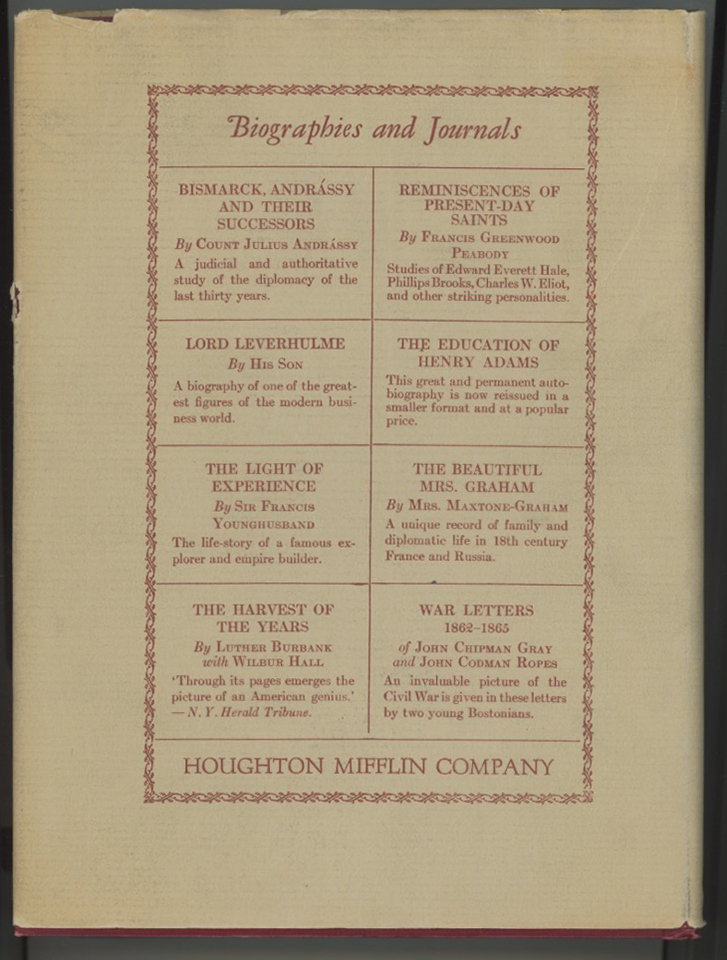 Biographies and Journals
BISMARCK, ANDRÁSSY
AND THEIR
SUCCESSORS
By COUNT JULIUS ANDRÁSSY
A judicial and authoritative
study of the diplomacy of the
last thirty years.
REMINISCENCES OF
PRESENT-DAY
SAINTS
By FRANCIS GREENWOOD
PEABODY
Studies of Edward Everett Hale,
Phillips Brooks, Charles W. Eliot,
and other striking personalities.
LORD LEVERHULME
By HIS SON
A biography of one of the great-
est figures of the modern busi-
ness world.
THE EDUCATION OF
HENRY ADAMS
This great and permanent auto-
biography is now reissued in a
smaller format and at a popular
price.
THE LIGHT OF
EXPERIENCE
By SIR FRANCIS
YOUNGHUSBAND
The life-story of a famous ex-
plorer and empire builder.
THE BEAUTIFUL
MRS. GRAHAM
By MRS. MAXTONE-GRAHAM
A unique record of family and
diplomatic life in 18th century
France and Russia.
THE HARVEST OF
THE YEARS
By LUTHER BURBANK
with WILBUR HALL
'Through its pages emerges the
picture of an American genius.'
— N. Y. Herald Tribune.
WAR LETTERS
1862–1865
of JOHN CHIPMAN GRAY
and JOHN CODMAN ROPES
An invaluable picture of the
Civil War is given in these letters
by two young Bostonians.
HOUGHTON MIFFLIN COMPANY